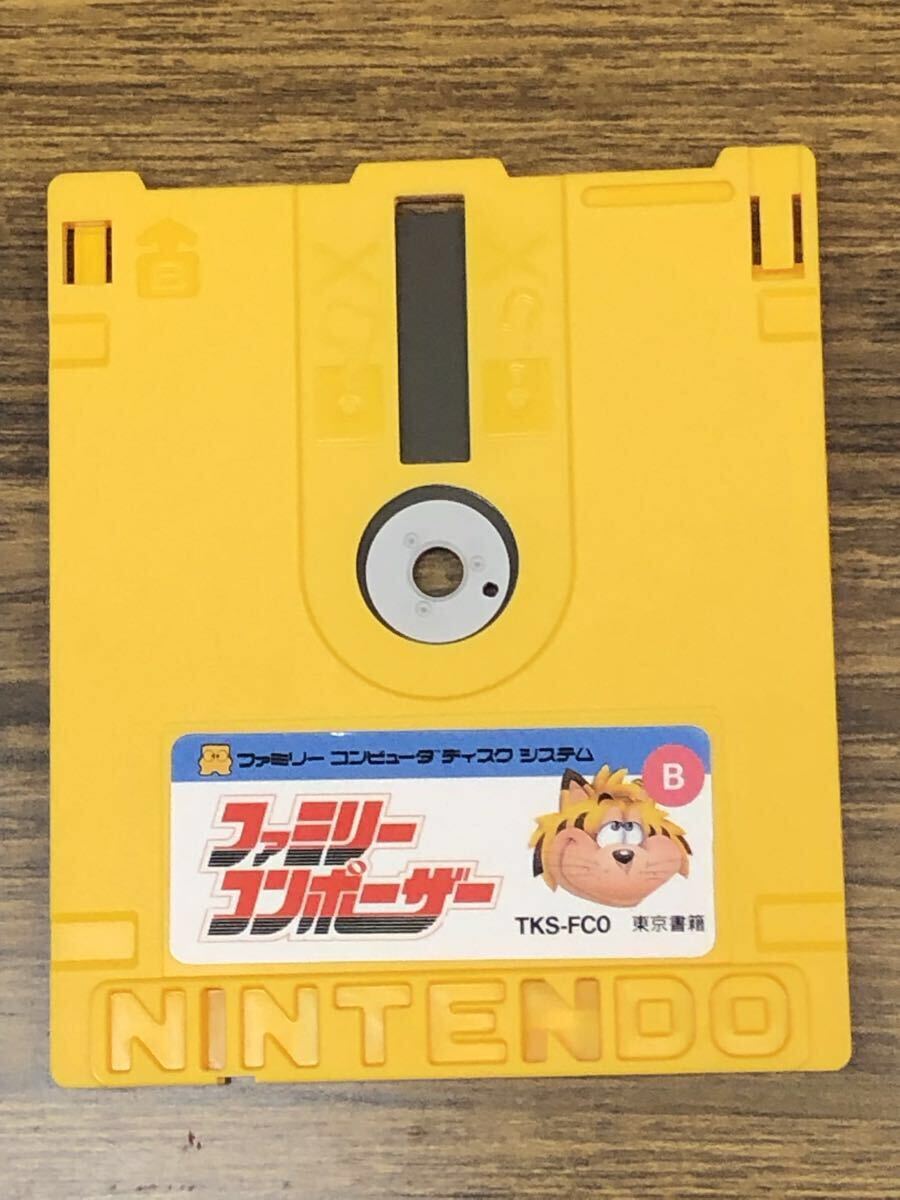 B
ファミリー コンピュータ ディスク システム
B
ファミリー
コンポーザー
TKS-FCO 東京書籍
NINTENDO